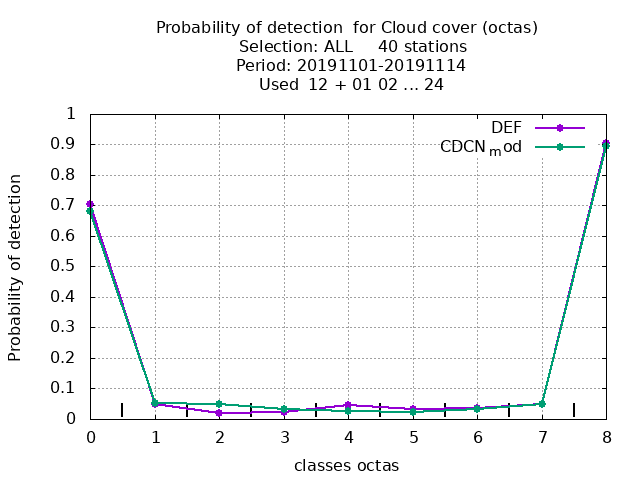 Probability of detection  for Cloud cover (octas)
Selection: ALL     40 stations
Period: 20191101-20191114
Used  12 + 01 02 ... 24
DEF
CDCN_mod
1
0.9
0.8
0.7
0.6
0.5
0.4
0.3
0.2
0.1
0
Probability of detection
0 1 2 3 4 5 6 7 8
classes octas